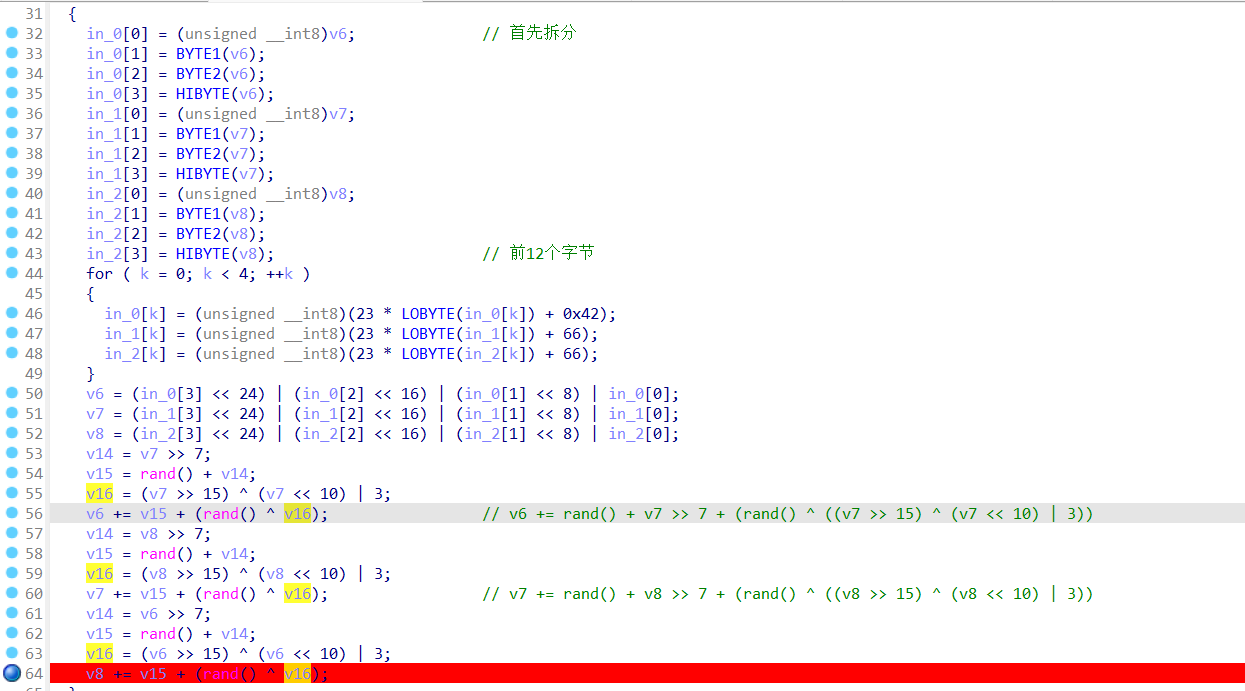 31 {
32 in_0[0] = (unsigned __int8)v6; // 首先拆分
33 in_0[1] = BYTE1(v6);
34 in_0[2] = BYTE2(v6);
35 in_0[3] = HIBYTE(v6);
36 in_1[0] = (unsigned __int8)v7;
37 in_1[1] = BYTE1(v7);
38 in_1[2] = BYTE2(v7);
39 in_1[3] = HIBYTE(v7);
40 in_2[0] = (unsigned __int8)v8;
41 in_2[1] = BYTE1(v8);
42 in_2[2] = BYTE2(v8);
43 in_2[3] = HIBYTE(v8); // 前12个字节
44 for ( k = 0; k < 4; ++k )
45 {
46 in_0[k] = (unsigned __int8)(23 * LOBYTE(in_0[k]) + 0x42);
47 in_1[k] = (unsigned __int8)(23 * LOBYTE(in_1[k]) + 66);
48 in_2[k] = (unsigned __int8)(23 * LOBYTE(in_2[k]) + 66);
49 }
50 v6 = (in_0[3] << 24) | (in_0[2] << 16) | (in_0[1] << 8) | in_0[0];
51 v7 = (in_1[3] << 24) | (in_1[2] << 16) | (in_1[1] << 8) | in_1[0];
52 v8 = (in_2[3] << 24) | (in_2[2] << 16) | (in_2[1] << 8) | in_2[0];
53 v14 = v7 >> 7;
54 v15 = rand() + v14;
55 v16 = (v7 >> 15) ^ (v7 << 10) | 3;
56 v6 += v15 + (rand() ^ v16); // v6 += rand() + v7 >> 7 + (rand() ^ ((v7 >> 15) ^ (v7 << 10) | 3))
57 v14 = v8 >> 7;
58 v15 = rand() + v14;
59 v16 = (v8 >> 15) ^ (v8 << 10) | 3;
60 v7 += v15 + (rand() ^ v16); // v7 += rand() + v8 >> 7 + (rand() ^ ((v8 >> 15) ^ (v8 << 10) | 3))
61 v14 = v6 >> 7;
62 v15 = rand() + v14;
63 v16 = (v6 >> 15) ^ (v6 << 10) | 3;
64 v8 += v15 + (rand() ^ v16);